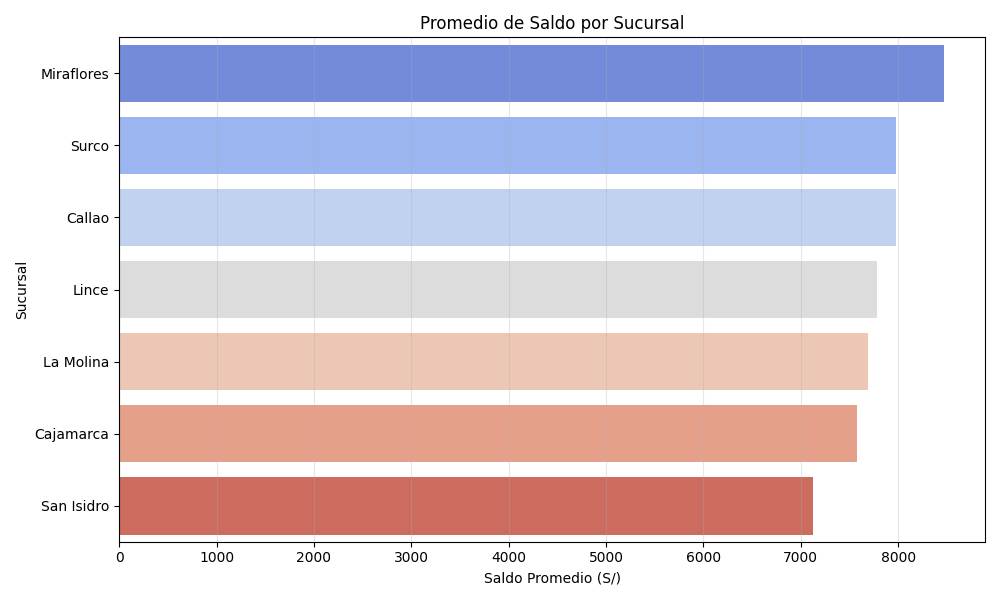 Promedio de Saldo por Sucursal
Miraflores
Surco
Callao
Lince
La Molina
Cajamarca
San Isidro
Sucursal
0 1000 2000 3000 4000 5000 6000 7000 8000
Saldo Promedio (S/)